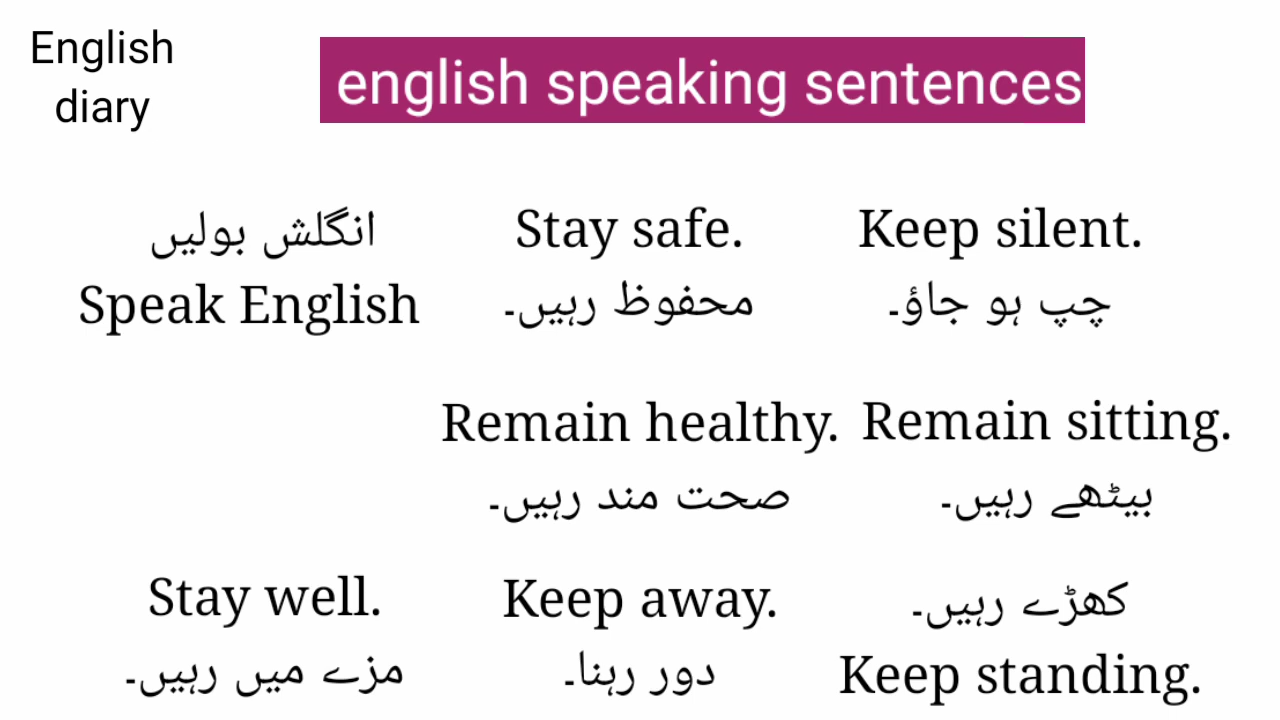 English
diary
english speaking sentences
انگلش بولیں
Speak English
Stay safe.
محفوظ رہیں۔
Keep silent.
چپ ہو جاؤ۔
Remain healthy.
صحت مند رہیں۔
Remain sitting.
بیٹھے رہیں۔
Stay well.
مزے میں رہیں۔
Keep away.
دور رہنا۔
کھڑے رہیں۔
Keep standing.